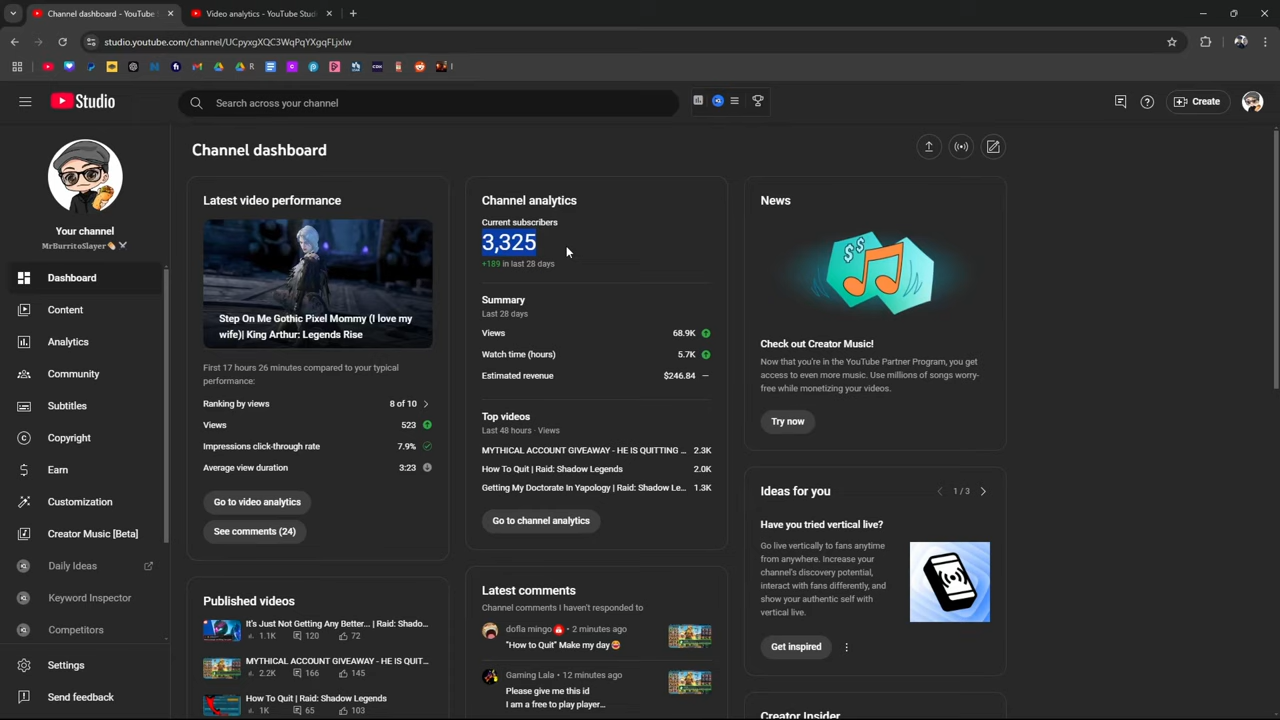 Channel dashboard - YouTube S
Video analytics - YouTube Studio
studio.youtube.com/channel/UCpyxgXQC3WqPqYXgqFLjxlw
R
Studio
Search across your channel
Create
Your channel
MrBurritoSlayer
Dashboard
Content
Analytics
Community
Subtitles
Copyright
Earn
Customization
Creator Music [Beta]
Daily Ideas
Keyword Inspector
Competitors
Settings
Send feedback
Channel dashboard
Latest video performance
Step On Me Gothic Pixel Mommy (I love my
wife)| King Arthur: Legends Rise
First 17 hours 26 minutes compared to your typical
performance:
Ranking by views 8 of 10
Views 523
Impressions click-through rate 7.9%
Average view duration 3:23
Go to video analytics
See comments (24)
Published videos
It's Just Not Getting Any Better... | Raid: Shado...
1.1K 120 72
MYTHICAL ACCOUNT GIVEAWAY - HE IS QUIT...
2.2K 166 145
How To Quit | Raid: Shadow Legends
1K 65 103
Channel analytics
Current subscribers
3,325
+189 in last 28 days
Summary
Last 28 days
Views 68.9K
Watch time (hours) 5.7K
Estimated revenue $246.84 —
Top videos
Last 48 hours · Views
MYTHICAL ACCOUNT GIVEAWAY - HE IS QUITTING ... 2.3K
How To Quit | Raid: Shadow Legends 2.0K
Getting My Doctorate In Yapology | Raid: Shadow Le... 1.3K
Go to channel analytics
Latest comments
Channel comments I haven't responded to
dofla mingo • 2 minutes ago
"How to Quit" Make my day
Gaming Lala • 12 minutes ago
Please give me this id
I am a free to play player...
News
$$
Check out Creator Music!
Now that you're in the YouTube Partner Program, you get
access to even more music. Use millions of songs worry-
free while monetizing your videos.
Try now
Ideas for you
1 / 3
Have you tried vertical live?
Go live vertically to fans anytime
from anywhere. Increase your
channel's discovery potential,
interact with fans differently, and
show your authentic self with
vertical live.
Get inspired
Creator Insider